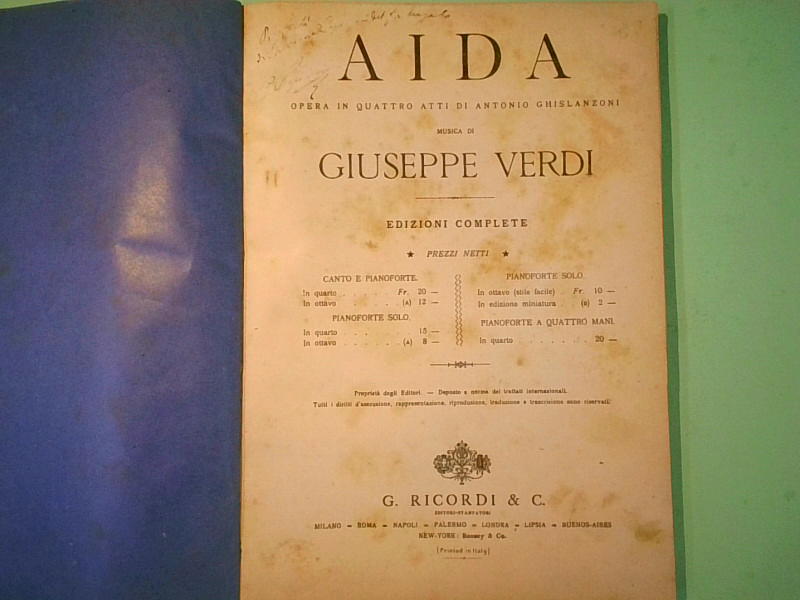 AIDA
OPERA IN QUATTRO ATTI DI ANTONIO GHISLANZONI
MUSICA DI
GIUSEPPE VERDI
EDIZIONI COMPLETE
★ PREZZI NETTI ★
CANTO E PIANOFORTE.
In quarto . . . . Fr. 20 —
In ottavo . . . . . (A) 12 —
PIANOFORTE SOLO.
In quarto . . . . . 15 —
In ottavo . . . . . . (A) 8 —
PIANOFORTE SOLO.
In ottavo (stile facile) . Fr. 10 —
In edizione miniatura . . (B) 2 —
PIANOFORTE A QUATTRO MANI.
In quarto . . . . . . . 20 —
Proprietà degli Editori. — Deposto a norma dei trattati internazionali.
Tutti i diritti d'esecuzione, rappresentazione, riproduzione, traduzione e trascrizione sono riservati.
G. RICORDI & C.
EDITORI-STAMPATORI
MILANO – ROMA – NAPOLI – PALERMO – LONDRA – LIPSIA – BUENOS-AIRES
NEW-YORK: Boosey & Co.
(Printed in Italy)